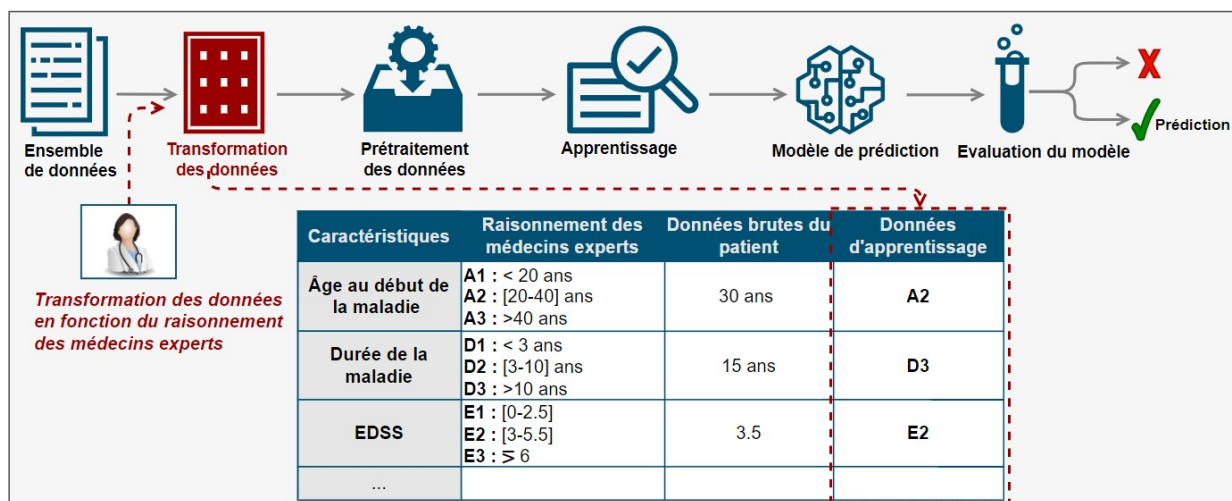 Ensemble
de données
Transformation
des données
Prétraitement
des données
Apprentissage
Modèle de prédiction
Evaluation du modèle
X
Prédiction
Transformation des données
en fonction du raisonnement
des médecins experts
Caractéristiques
Raisonnement des
médecins experts
Données brutes du
patient
Données
d'apprentissage
Âge au début de
la maladie
A1 : < 20 ans
A2 : [20-40] ans
A3 : >40 ans
30 ans
A2
Durée de la
maladie
D1 : < 3 ans
D2 : [3-10] ans
D3 : >10 ans
15 ans
D3
EDSS
E1 : [0-2.5]
E2 : [3-5.5]
E3 : ⋝ 6
3.5
E2
...